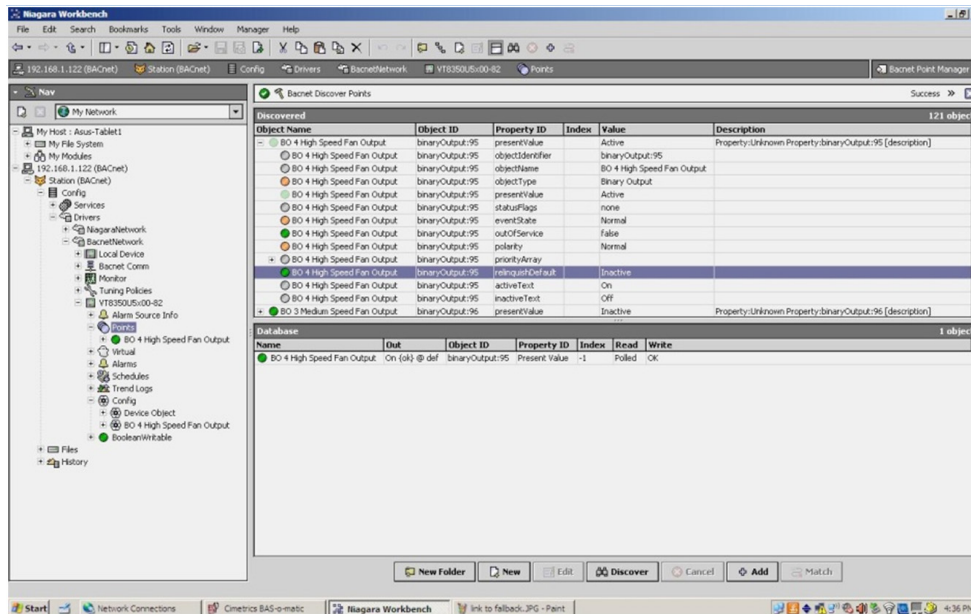 Niagara Workbench
File Edit Search Bookmarks Tools Window Manager Help
192.168.1.122 (BACnet) Station (BACnet) Config Drivers BacnetNetwork VT8350U5x00-82 Points Bacnet Point Manager
Nav
My Network
My Host : Asus-Tablet1
My File System
My Modules
192.168.1.122 (BACnet)
Station (BACnet)
Config
Services
Drivers
NiagaraNetwork
BacnetNetwork
Local Device
Bacnet Comm
Monitor
Tuning Policies
VT8350U5x00-82
Alarm Source Info
Points
BO 4 High Speed Fan Output
Virtual
Alarms
Schedules
Trend Logs
Config
Device Object
BO 4 High Speed Fan Output
BooleanWritable
Files
History
Bacnet Discover Points Success »
Discovered 121 objec
Object Name Object ID Property ID Index Value Description
BO 4 High Speed Fan Output binaryOutput:95 presentValue Active Property:Unknown Property:binaryOutput:95 [description]
BO 4 High Speed Fan Output binaryOutput:95 objectIdentifier binaryOutput:95
BO 4 High Speed Fan Output binaryOutput:95 objectName BO 4 High Speed Fan Output
BO 4 High Speed Fan Output binaryOutput:95 objectType Binary Output
BO 4 High Speed Fan Output binaryOutput:95 presentValue Active
BO 4 High Speed Fan Output binaryOutput:95 statusFlags none
BO 4 High Speed Fan Output binaryOutput:95 eventState Normal
BO 4 High Speed Fan Output binaryOutput:95 outOfService false
BO 4 High Speed Fan Output binaryOutput:95 polarity Normal
BO 4 High Speed Fan Output binaryOutput:95 priorityArray
BO 4 High Speed Fan Output binaryOutput:95 relinquishDefault Inactive
BO 4 High Speed Fan Output binaryOutput:95 activeText On
BO 4 High Speed Fan Output binaryOutput:95 inactiveText Off
BO 3 Medium Speed Fan Output binaryOutput:96 presentValue Inactive Property:Unknown Property:binaryOutput:96 [description]
Database 1 objec
Name Out Object ID Property ID Index Read Write
BO 4 High Speed Fan Output On {ok} @ def binaryOutput:95 Present Value -1 Polled OK
New Folder New Edit Discover Cancel Add Match
Start Network Connections Cimetrics BAS-o-matic Niagara Workbench link to fallback.JPG - Paint 4:36 PM